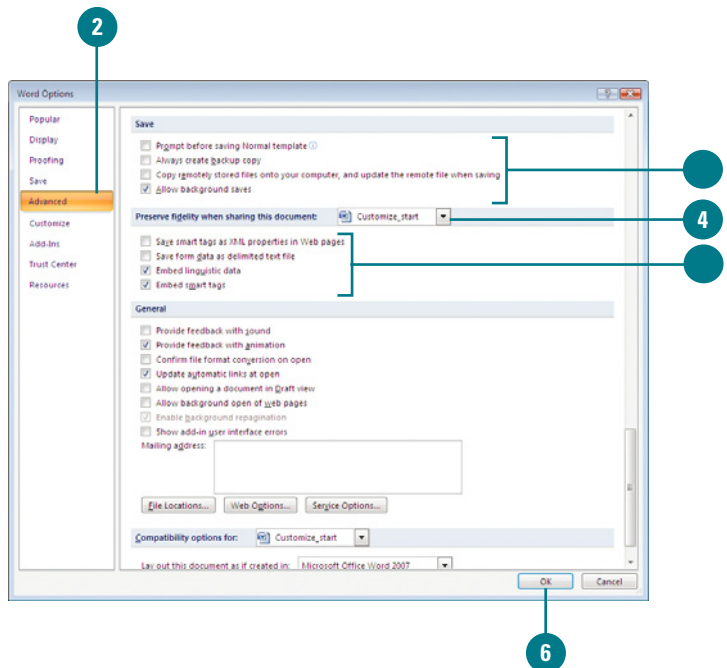 2
Word Options
Popular
Display
Proofing
Save
Advanced
Customize
Add-Ins
Trust Center
Resources
Save
Prompt before saving Normal template
Always create backup copy
Copy remotely stored files onto your computer, and update the remote file when saving
Allow background saves
Preserve fidelity when sharing this document: Customize_start
4
Save smart tags as XML properties in Web pages
Save form data as delimited text file
Embed linguistic data
Embed smart tags
General
Provide feedback with sound
Provide feedback with animation
Confirm file format conversion on open
Update automatic links at open
Allow opening a document in Draft view
Allow background open of web pages
Enable background repagination
Show add-in user interface errors
Mailing address:
File Locations... Web Options... Service Options...
Compatibility options for: Customize_start
Lay out this document as if created in: Microsoft Office Word 2007
OK Cancel
6